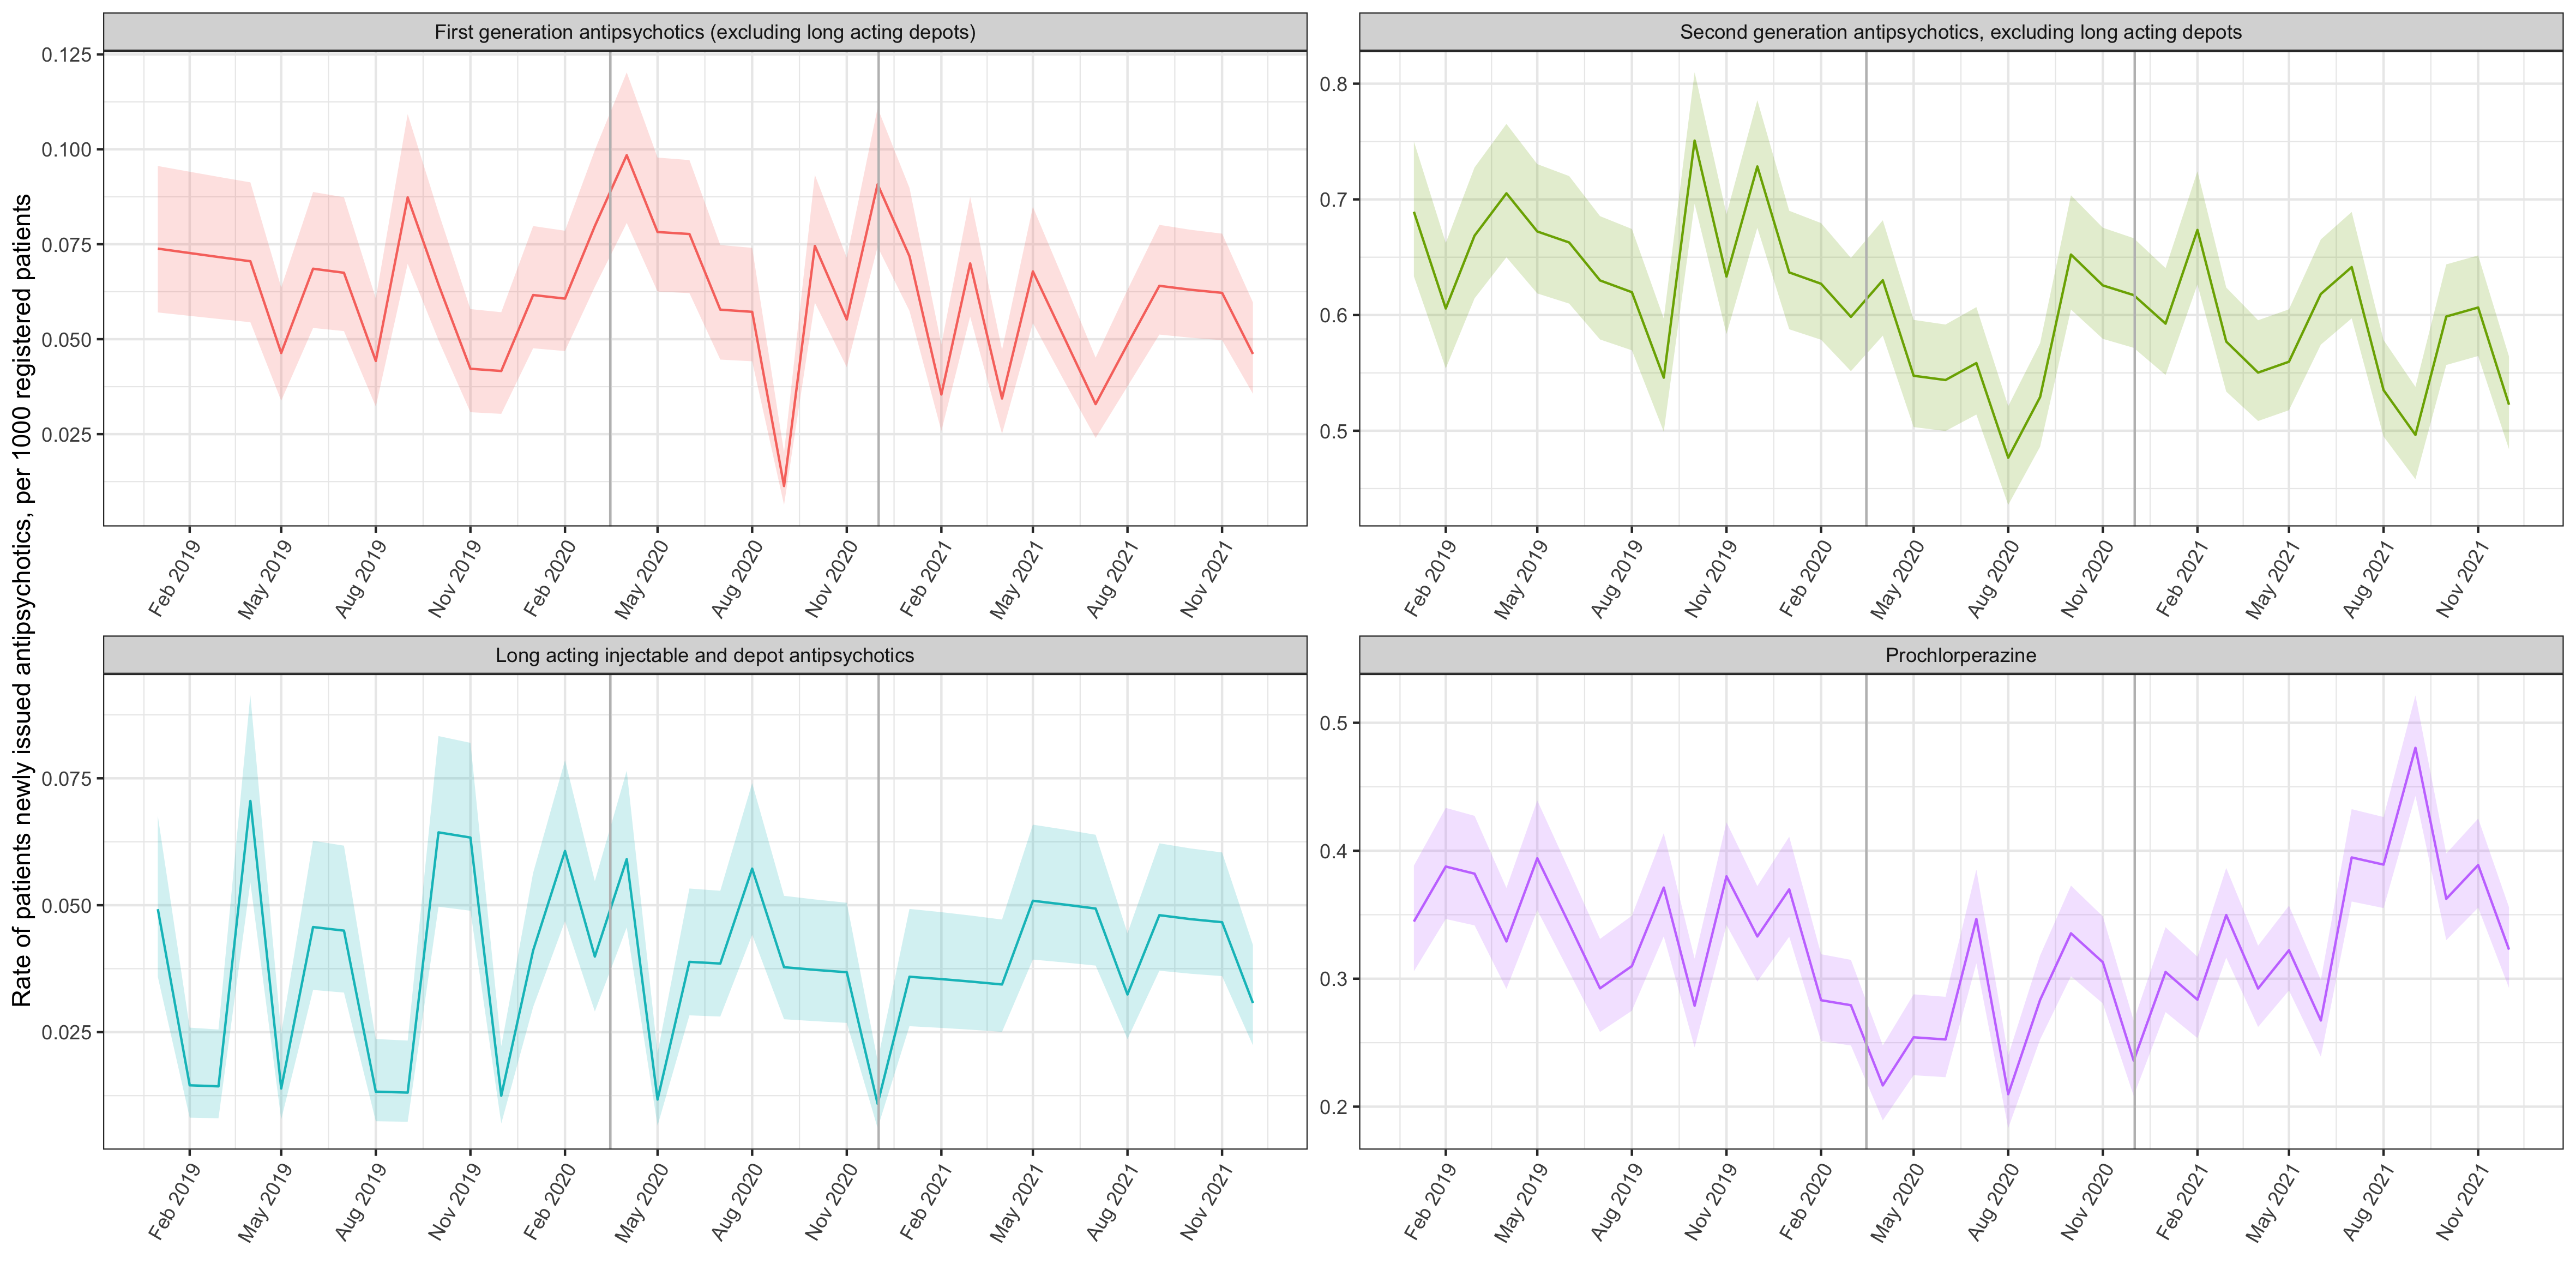 Rate of patients newly issued antipsychotics, per 1000 registered patients
First generation antipsychotics (excluding long acting depots)
0.125
0.100
0.075
0.050
0.025
Feb 2019
May 2019
Aug 2019
Nov 2019
Feb 2020
May 2020
Aug 2020
Nov 2020
Feb 2021
May 2021
Aug 2021
Nov 2021
Second generation antipsychotics, excluding long acting depots
0.8
0.7
0.6
0.5
Feb 2019
May 2019
Aug 2019
Nov 2019
Feb 2020
May 2020
Aug 2020
Nov 2020
Feb 2021
May 2021
Aug 2021
Nov 2021
Long acting injectable and depot antipsychotics
0.075
0.050
0.025
Feb 2019
May 2019
Aug 2019
Nov 2019
Feb 2020
May 2020
Aug 2020
Nov 2020
Feb 2021
May 2021
Aug 2021
Nov 2021
Prochlorperazine
0.5
0.4
0.3
0.2
Feb 2019
May 2019
Aug 2019
Nov 2019
Feb 2020
May 2020
Aug 2020
Nov 2020
Feb 2021
May 2021
Aug 2021
Nov 2021